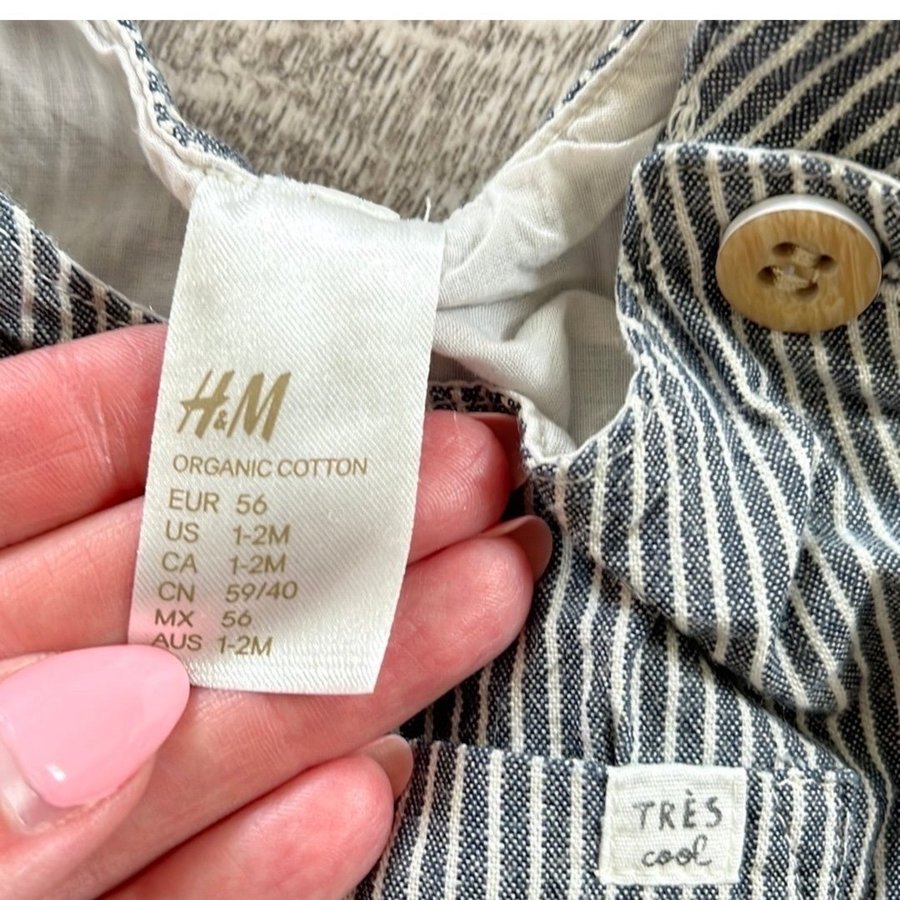 H&M
ORGANIC COTTON
EUR 56
US 1-2M
CA 1-2M
CN 59/40
MX 56
AUS 1-2M
TRÈS
cool